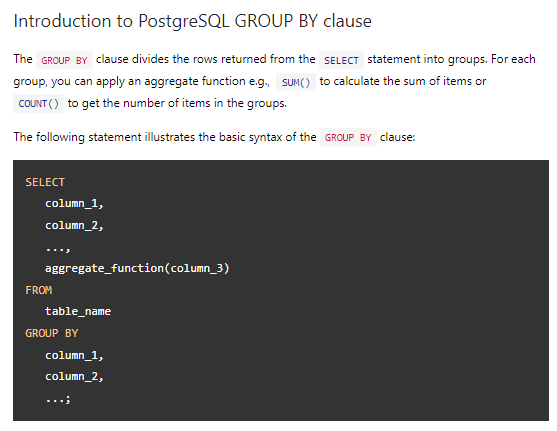 Introduction to PostgreSQL GROUP BY clause
The GROUP BY clause divides the rows returned from the SELECT statement into groups. For each
group, you can apply an aggregate function e.g., SUM() to calculate the sum of items or
COUNT() to get the number of items in the groups.
The following statement illustrates the basic syntax of the GROUP BY clause:
SELECT
column_1,
column_2,
...,
aggregate_function(column_3)
FROM
table_name
GROUP BY
column_1,
column_2,
...;